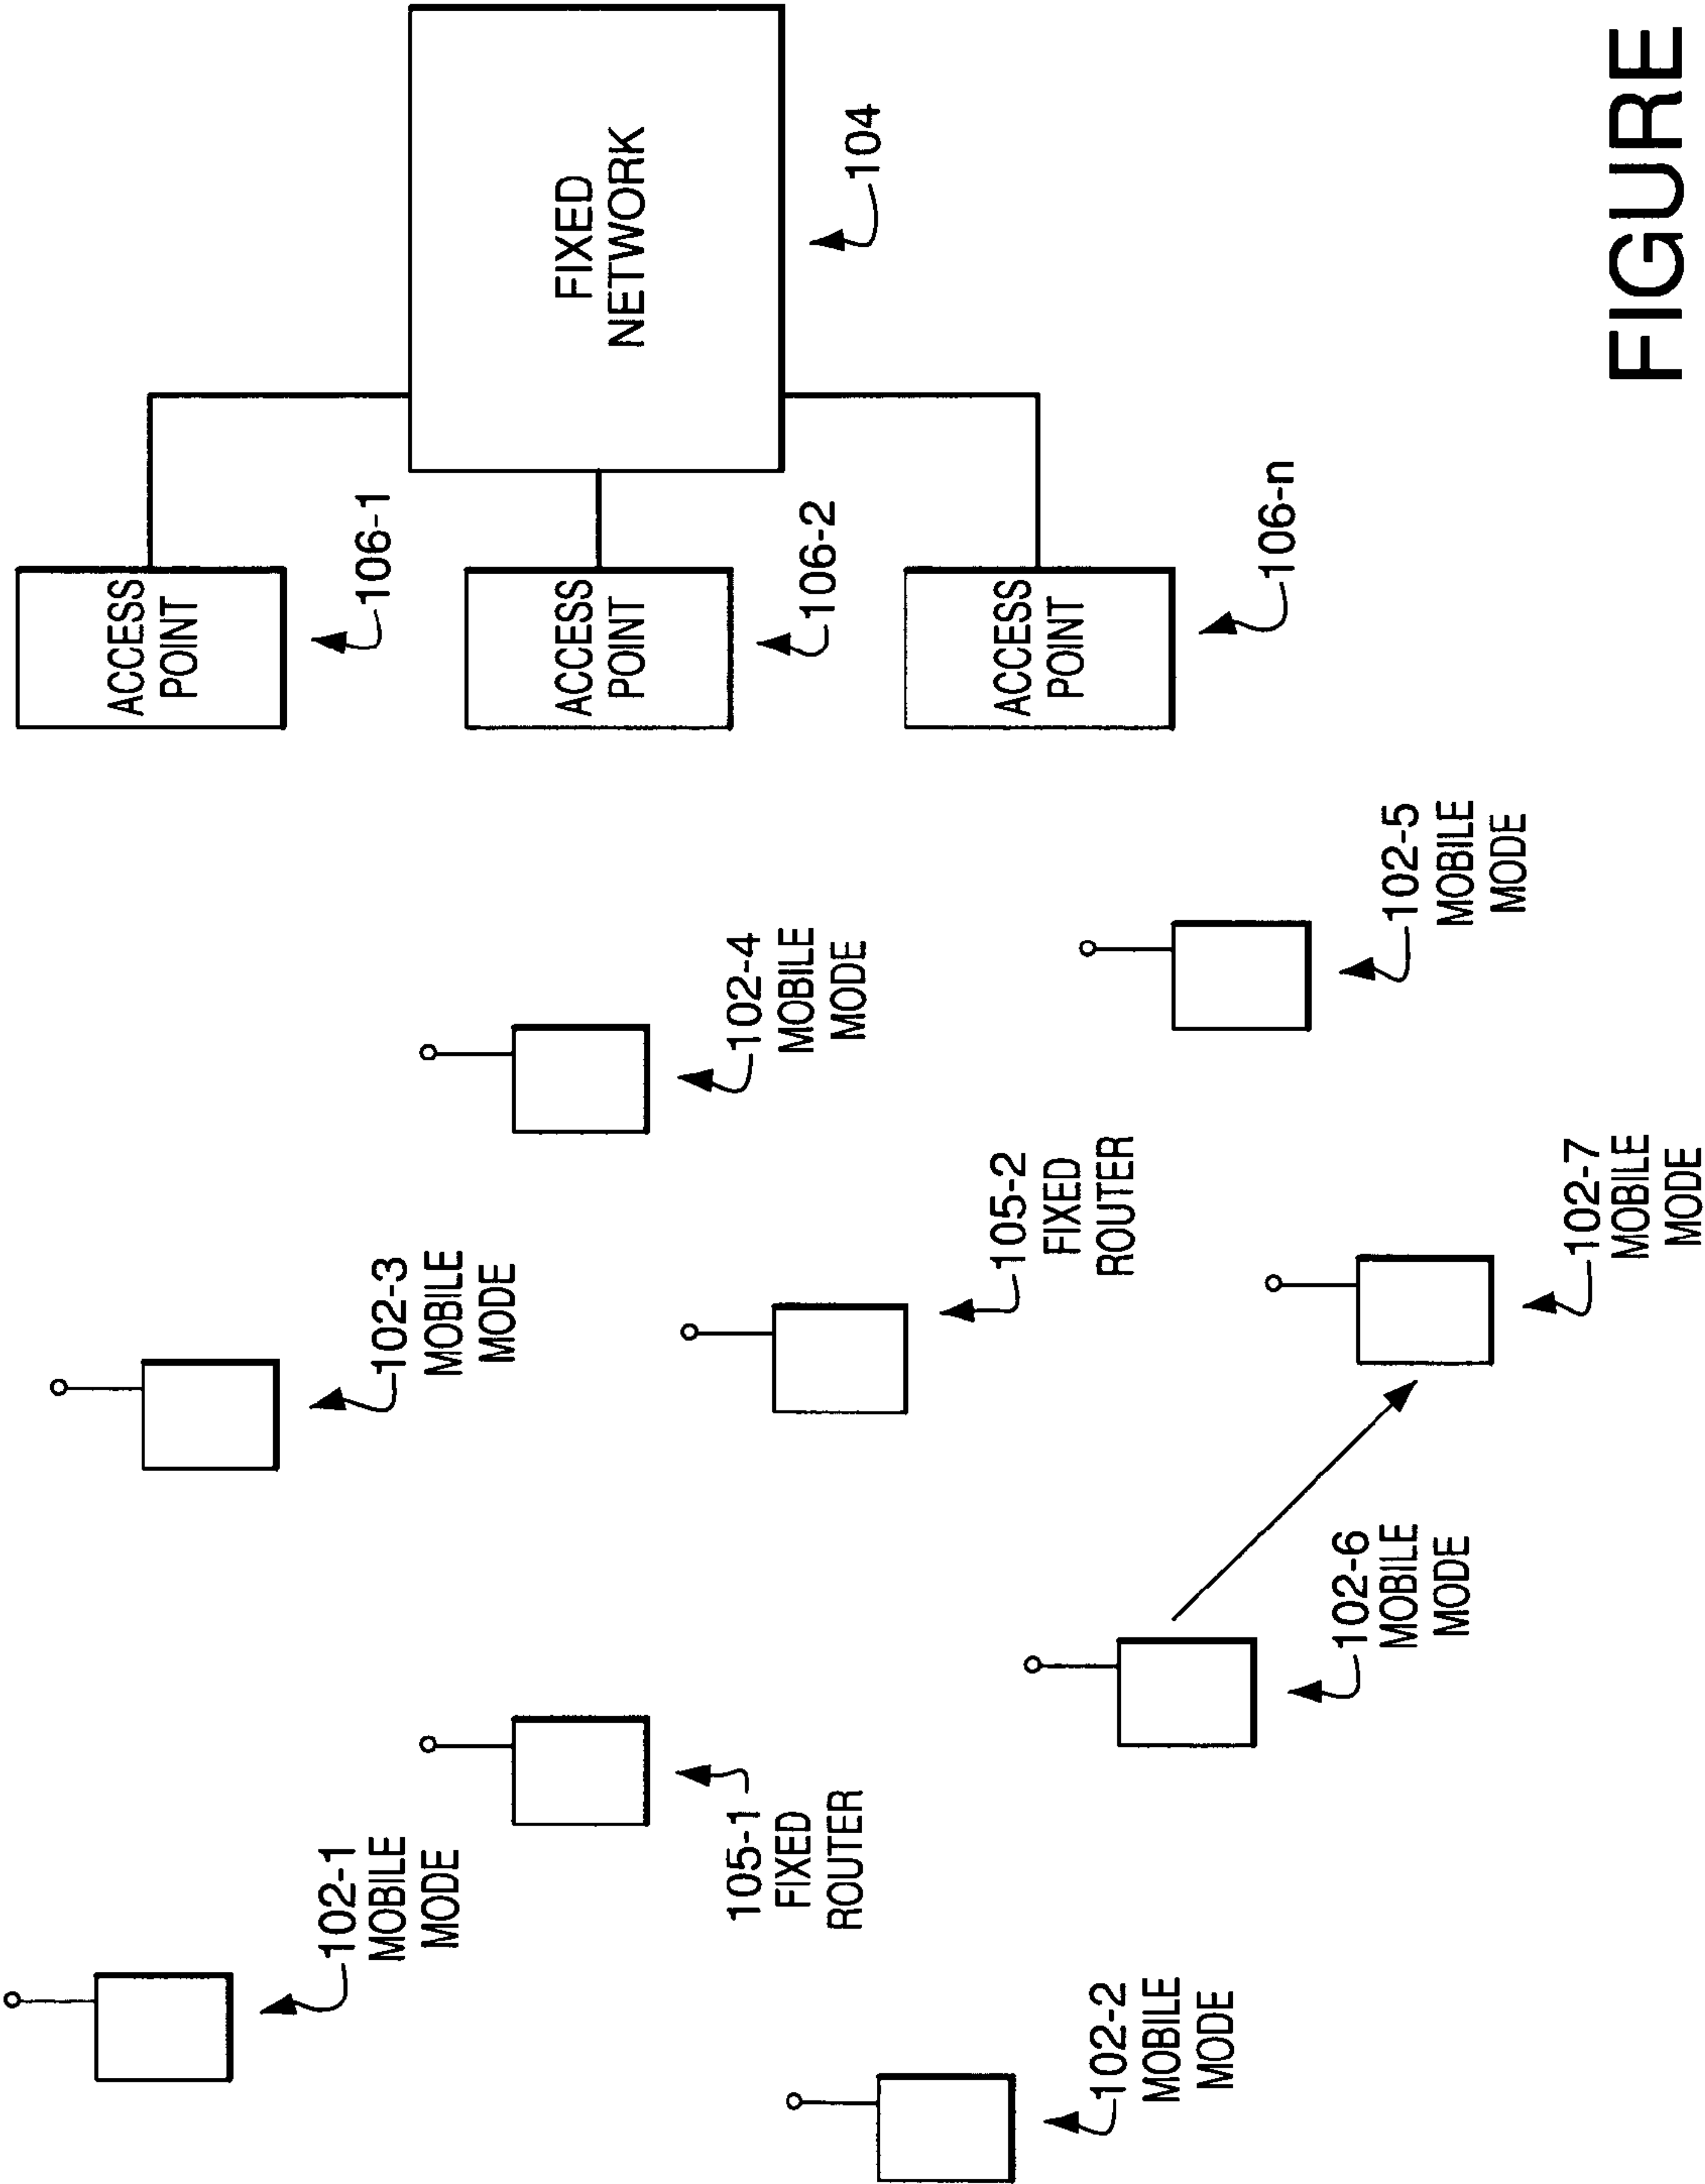 102-1
MOBILE
MODE
102-3
MOBILE
MODE
ACCESS
POINT
106-1
105-1
FIXED
ROUTER
102-4
MOBILE
MODE
ACCESS
POINT
106-2
FIXED
NETWORK
104
102-2
MOBILE
MODE
105-2
FIXED
ROUTER
ACCESS
POINT
106-n
102-6
MOBILE
MODE
102-5
MOBILE
MODE
102-7
MOBILE
MODE
FIGURE